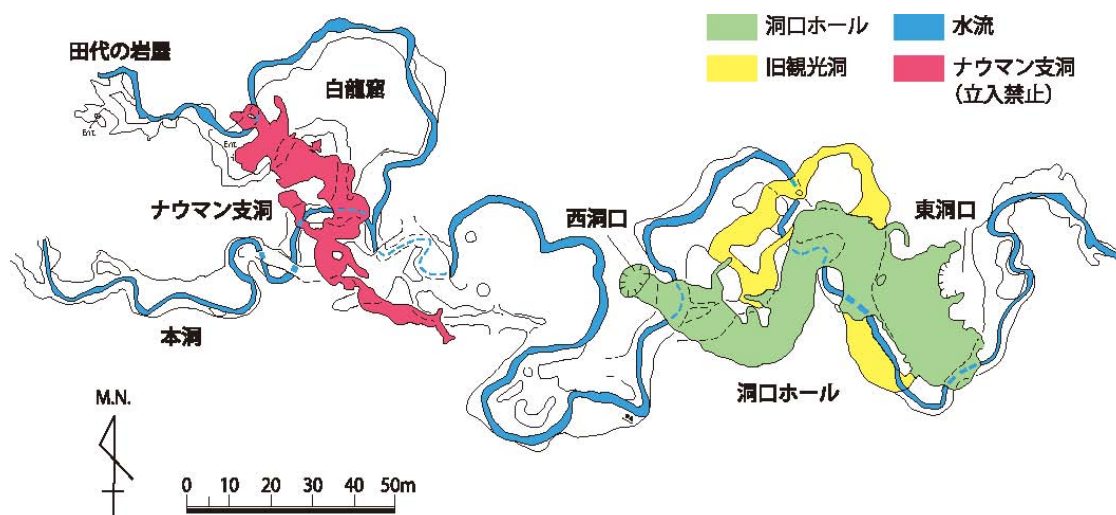 田代の岩屋
白龍窟
洞口ホール
水流
旧観光洞
ナウマン支洞
(立入禁止)
Ent.
Ent.
ナウマン支洞
西洞口
東洞口
本洞
洞口ホール
M.N.
0 10 20 30 40 50m